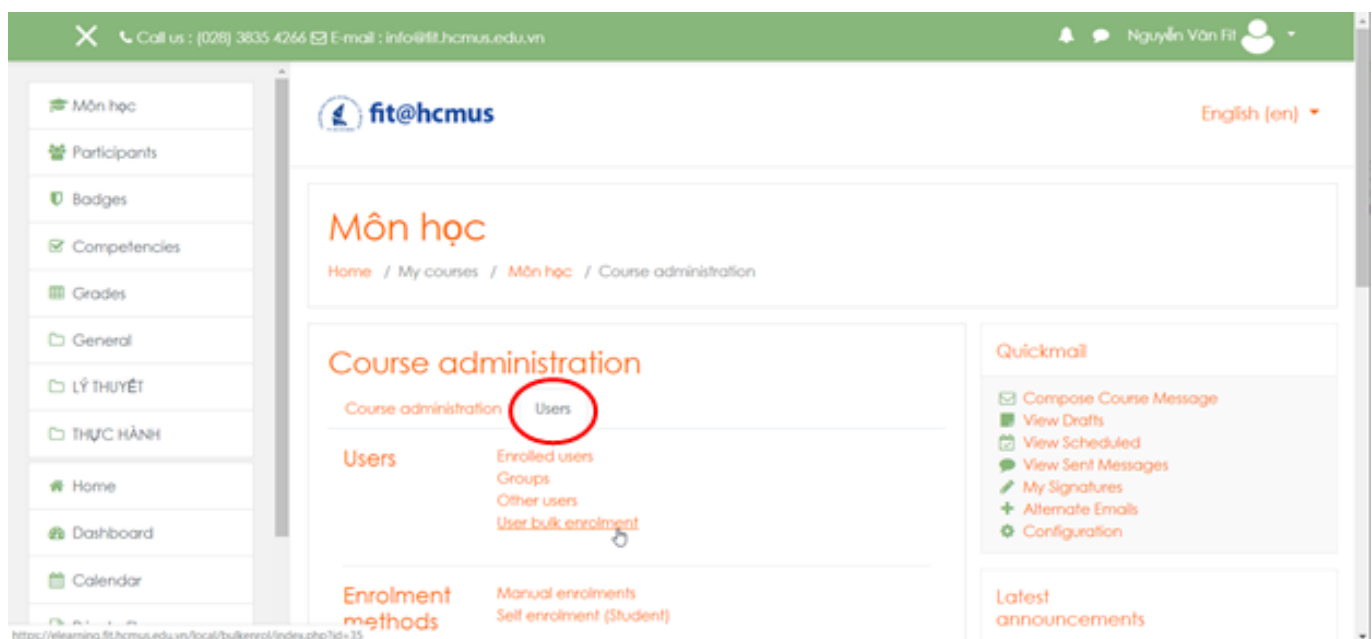 Call us : (028) 3835 4266 E-mail : info@fit.hcmus.edu.vn
Nguyễn Văn Fit
Môn học
Participants
Badges
Competencies
Grades
General
LÝ THUYẾT
THỰC HÀNH
Home
Dashboard
Calendar
fit@hcmus
English (en)
Môn học
Home / My courses / Môn học / Course administration
Course administration
Course administration Users
Users
Enrolled users
Groups
Other users
User bulk enrolment
Enrolment methods
Manual enrolments
Self enrolment (Student)
Quickmail
Compose Course Message
View Drafts
View Scheduled
View Sent Messages
My Signatures
Alternate Emails
Configuration
Latest
announcements
https://elearning.fit.hcmus.edu.vn/local/bulkenrol/index.php?id=35